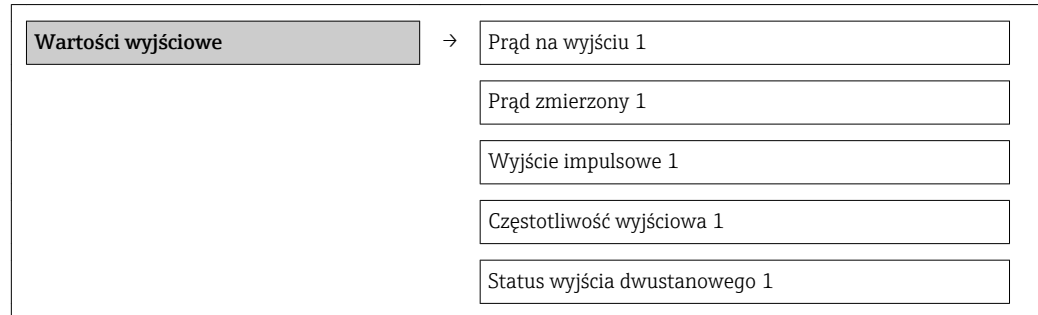 Wartości wyjściowe → Prąd na wyjściu 1
Prąd zmierzony 1
Wyjście impulsowe 1
Częstotliwość wyjściowa 1
Status wyjścia dwustanowego 1